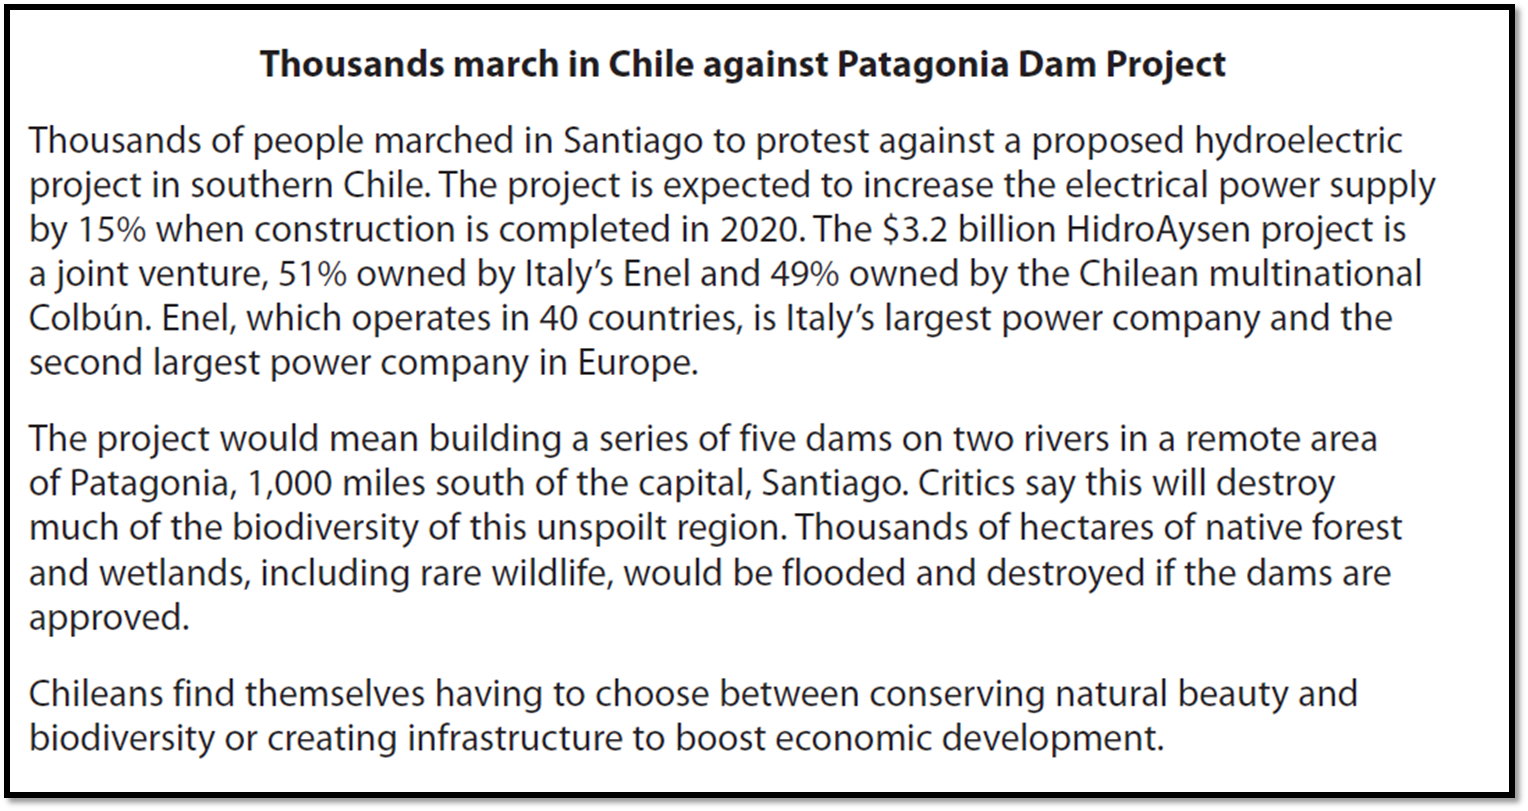 Thousands march in Chile against Patagonia Dam Project
Thousands of people marched in Santiago to protest against a proposed hydroelectric
project in southern Chile. The project is expected to increase the electrical power supply
by 15% when construction is completed in 2020. The $3.2 billion HidroAysen project is
a joint venture, 51% owned by Italy’s Enel and 49% owned by the Chilean multinational
Colbún. Enel, which operates in 40 countries, is Italy’s largest power company and the
second largest power company in Europe.
The project would mean building a series of five dams on two rivers in a remote area
of Patagonia, 1,000 miles south of the capital, Santiago. Critics say this will destroy
much of the biodiversity of this unspoilt region. Thousands of hectares of native forest
and wetlands, including rare wildlife, would be flooded and destroyed if the dams are
approved.
Chileans find themselves having to choose between conserving natural beauty and
biodiversity or creating infrastructure to boost economic development.